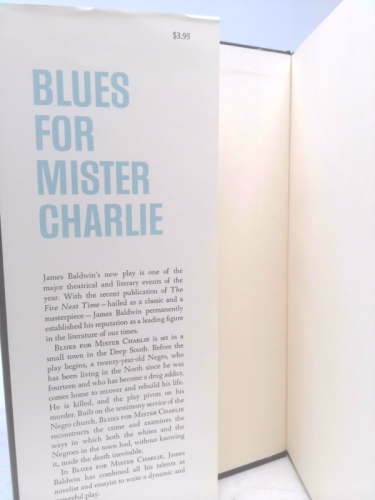 $3.95
BLUES
FOR
MISTER
CHARLIE
James Baldwin's new play is one of the
major theatrical and literary events of the
year. With the recent publication of The
Fire Next Time—hailed as a classic and a
masterpiece—James Baldwin permanently
established his reputation as a leading figure
in the literature of our times.
BLUES FOR MISTER CHARLIE is set in a
small town in the Deep South. Before the
play begins, a twenty-year-old Negro, who
has been living in the North since he was
fourteen and who has become a drug addict,
comes home to recover and rebuild his life.
He is killed, and the play pivots on his
murder. Built on the testimony service of the
Negro church, BLUES FOR MISTER CHARLIE
reconstructs the crime and examines the
ways in which both the whites and the
Negroes in the town had, without knowing
it, made the death inevitable.
In BLUES FOR MISTER CHARLIE, James
Baldwin has combined all his talents as
novelist and essayist to write a dynamic and
powerful play.